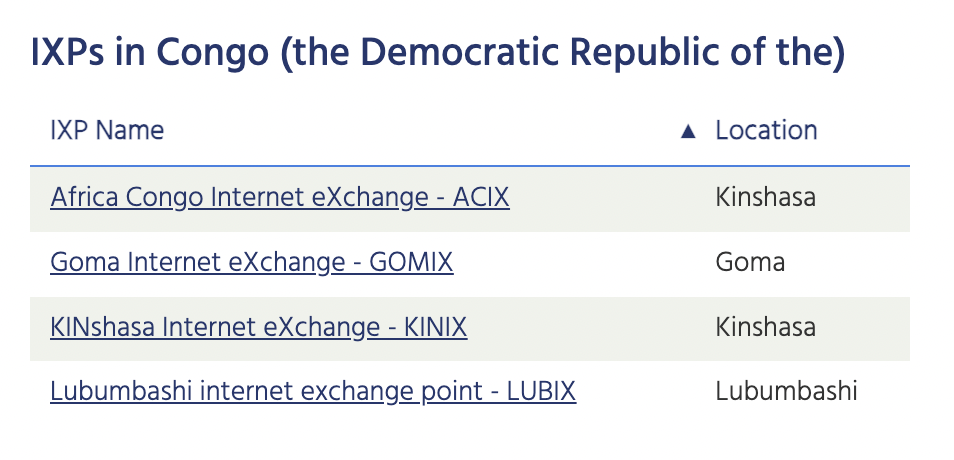 IXPs in Congo (the Democratic Republic of the)
IXP Name ▲ Location
Africa Congo Internet eXchange - ACIX Kinshasa
Goma Internet eXchange - GOMIX Goma
KINshasa Internet eXchange - KINIX Kinshasa
Lubumbashi internet exchange point - LUBIX Lubumbashi